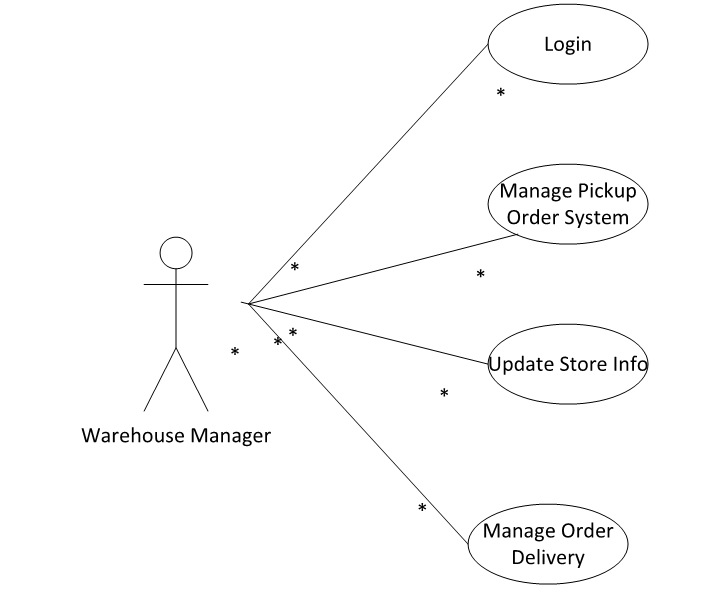 Login
*
Manage Pickup
Order System
*
*
*
*
*
*
Update Store Info
*
Warehouse Manager
*
Manage Order
Delivery